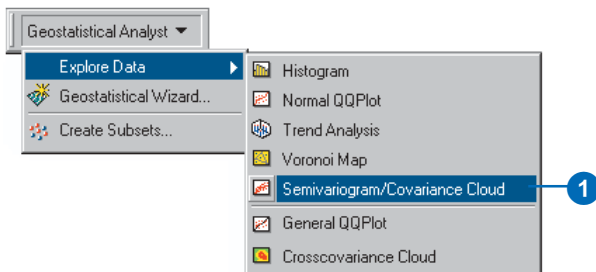 Geostatistical Analyst
Explore Data
Geostatistical Wizard...
Create Subsets...
Histogram
Normal QQPlot
Trend Analysis
Voronoi Map
Semivariogram/Covariance Cloud
1
General QQPlot
Crosscovariance Cloud